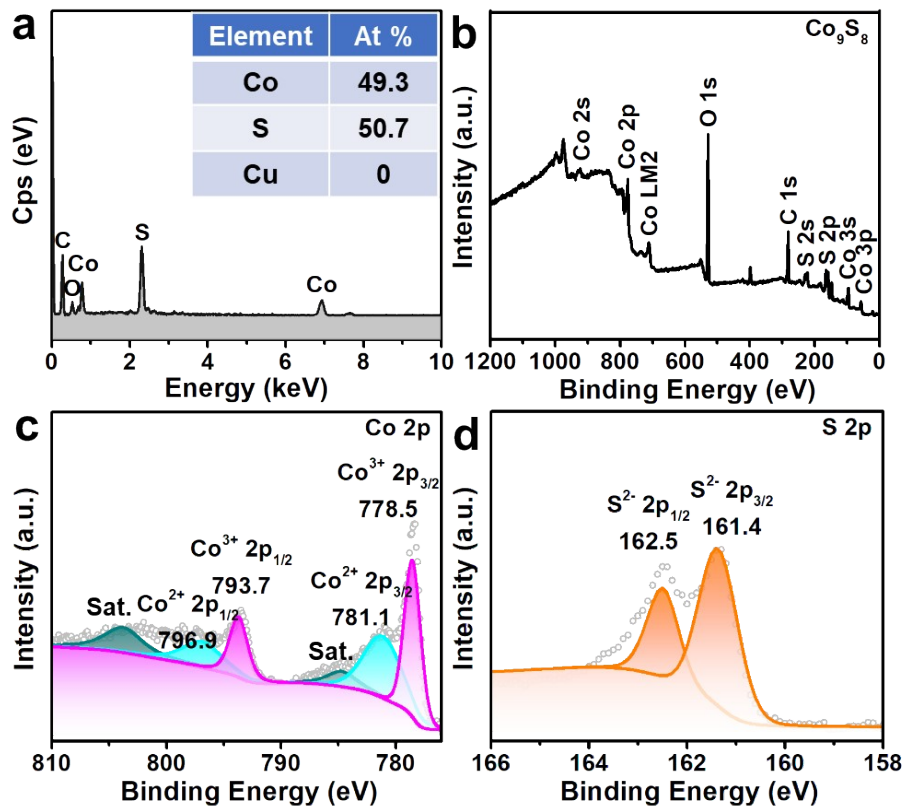 a
Element At %
Co 49.3
S 50.7
Cu 0
C
O
Co
S
Co
Cps (eV)
0 2 4 6 8 10
Energy (keV)
b
Co₉S₈
Co 2s
Co 2p
Co LM2
O 1s
C 1s
S 2s
S 2p
Co 3s
Co 3p
Intensity (a.u.)
1200 1000 800 600 400 200 0
Binding Energy (eV)
c
Co 2p
Co³⁺ 2p₃/₂
778.5
Co³⁺ 2p₁/₂
793.7
Co²⁺ 2p₃/₂
781.1
Sat.
Co²⁺ 2p₁/₂
796.9
Sat.
Intensity (a.u.)
810 800 790 780
Binding Energy (eV)
d
S 2p
S²⁻ 2p₁/₂
162.5
S²⁻ 2p₃/₂
161.4
Intensity (a.u.)
166 164 162 160 158
Binding Energy (eV)